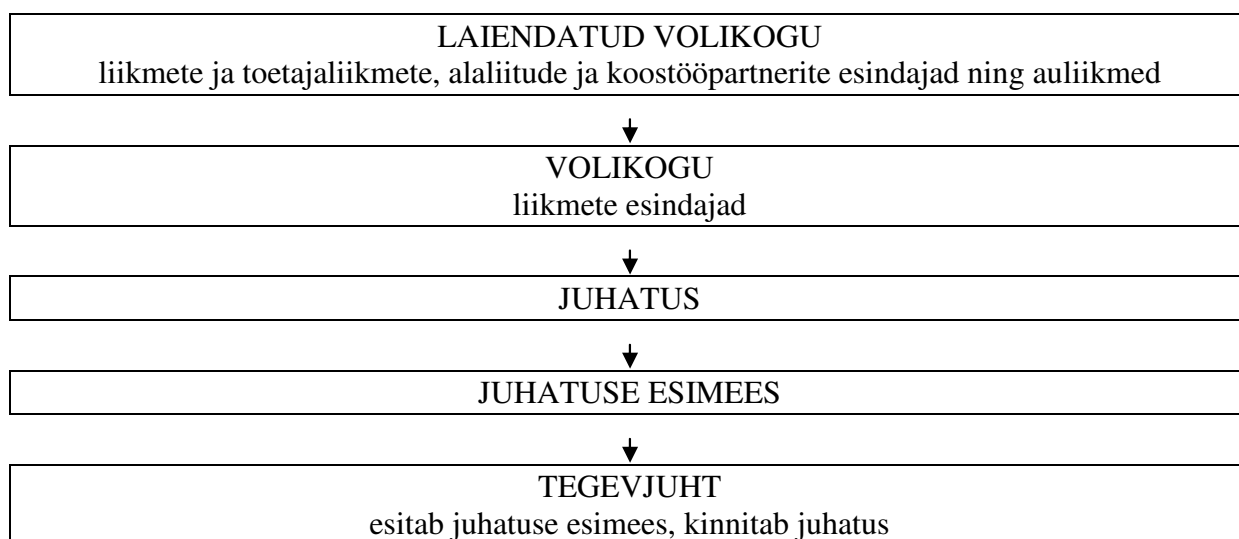 LAIENDATUD VOLIKOGU
liikmete ja toetajaliikmete, alaliitude ja koostööpartnerite esindajad ning auliikmed
VOLIKOGU
liikmete esindajad
JUHATUS
JUHATUSE ESIMEES
TEGEVJUHT
esitab juhatuse esimees, kinnitab juhatus